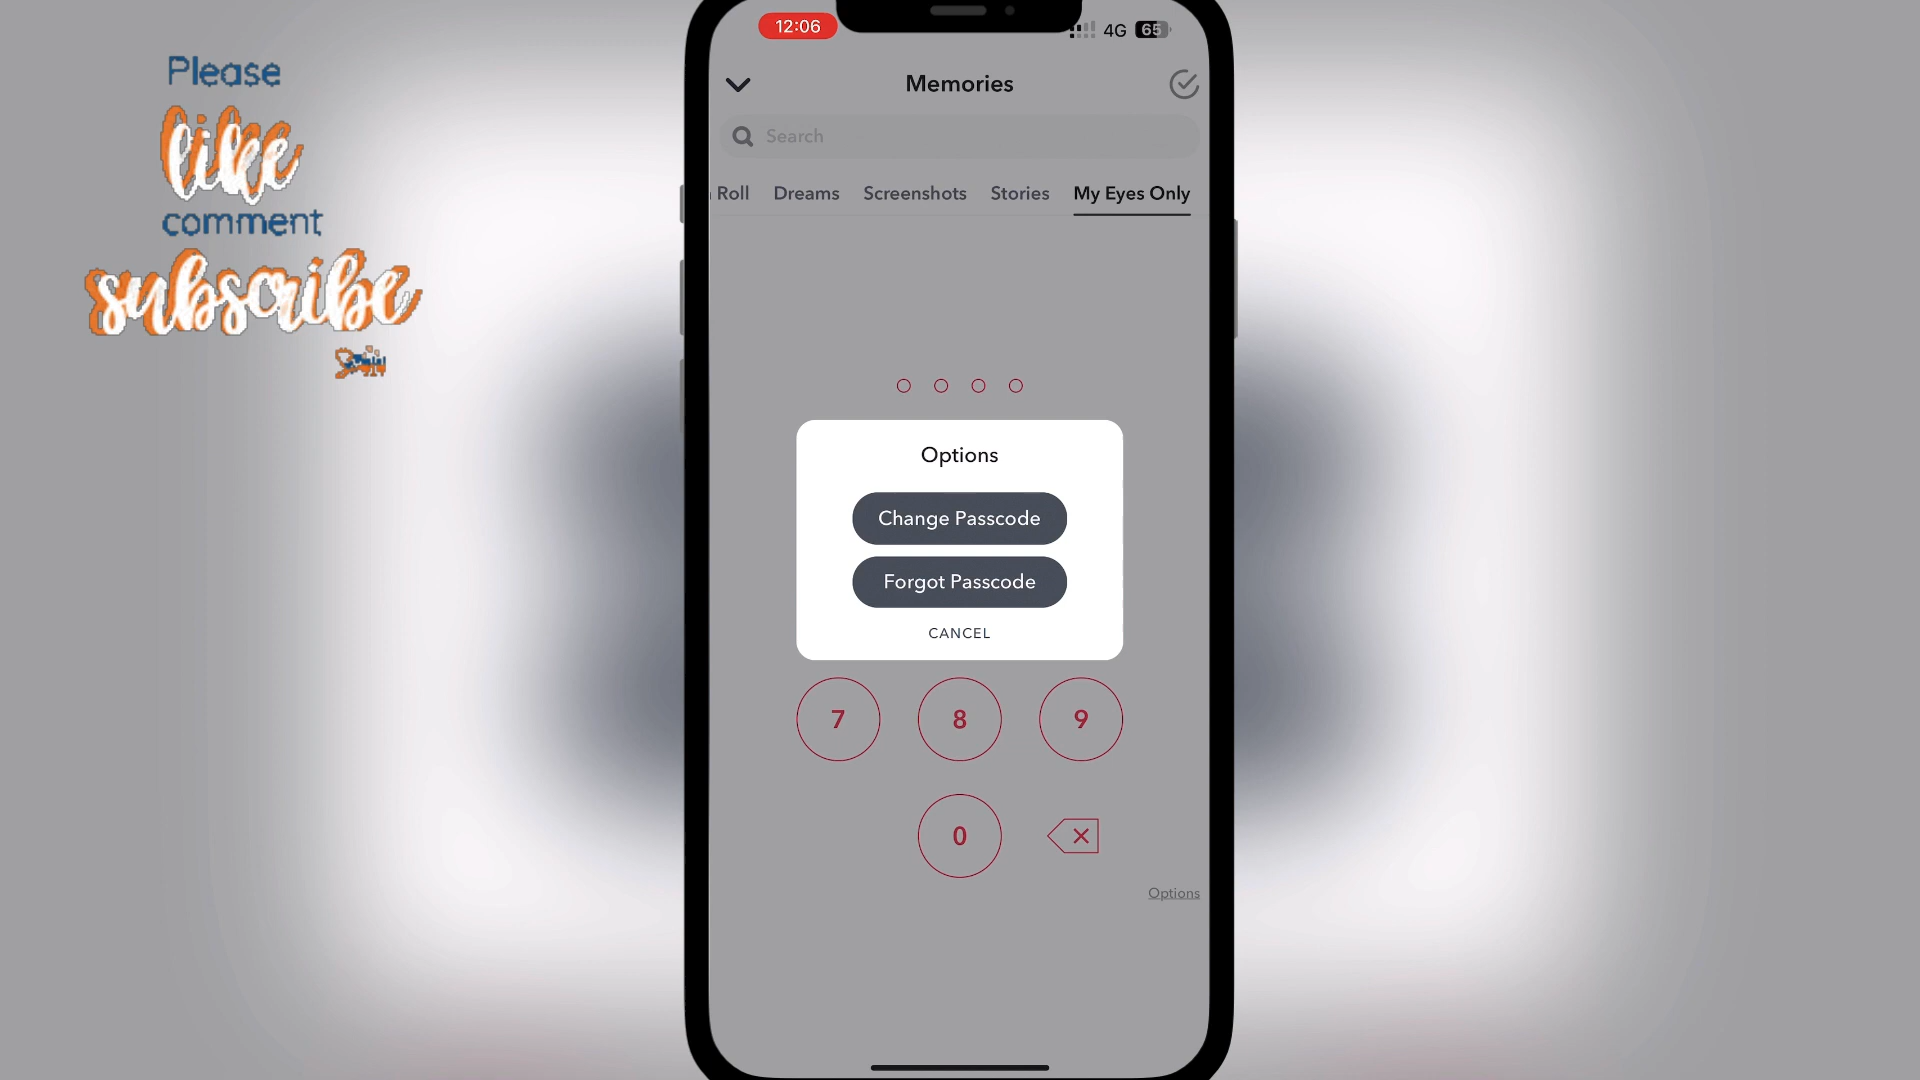 Please
like
comment
subscribe
12:06
4G 65
Memories
Search
Roll Dreams Screenshots Stories My Eyes Only
Options
Change Passcode
Forgot Passcode
CANCEL
7 8 9
0
Options